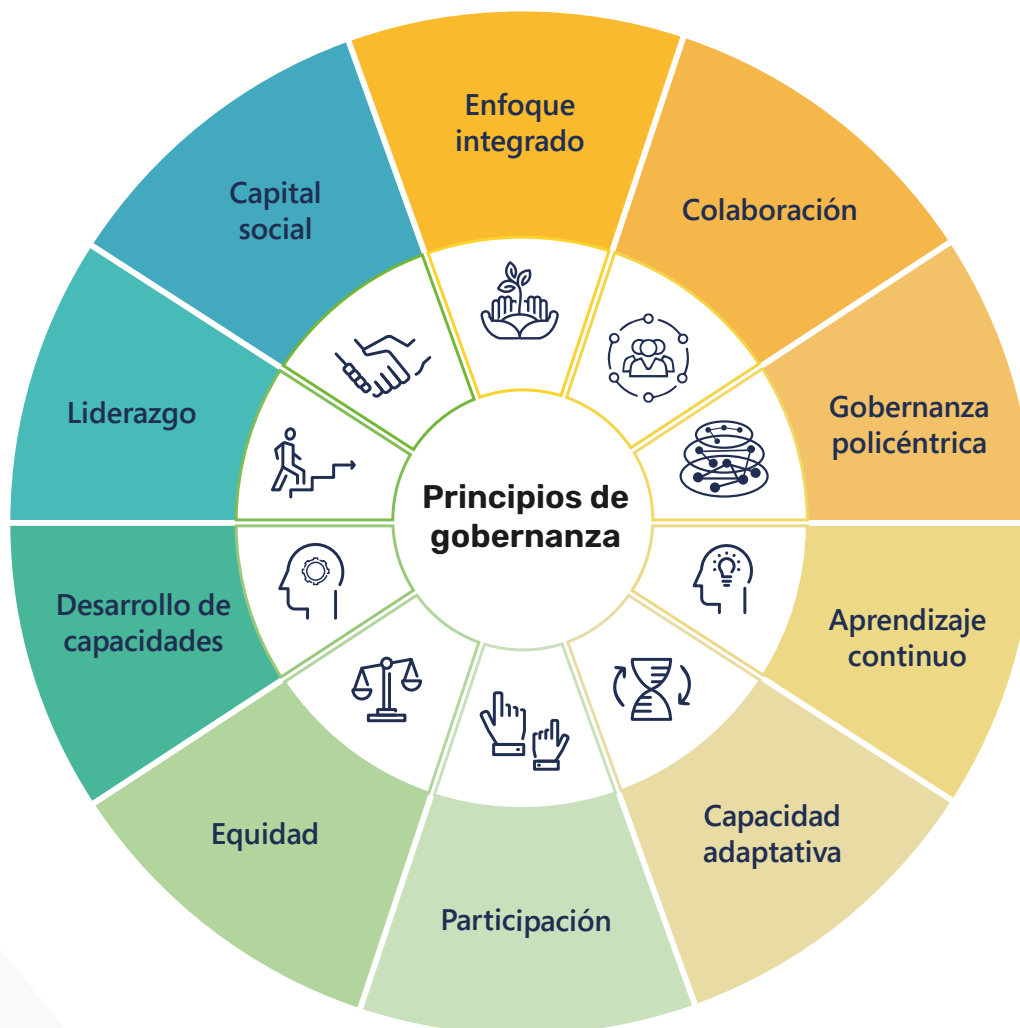 Enfoque
integrado
Colaboración
Gobernanza
policéntrica
Aprendizaje
continuo
Capacidad
adaptativa
Participación
Equidad
Desarrollo de
capacidades
Liderazgo
Capital
social
Principios de
gobernanza